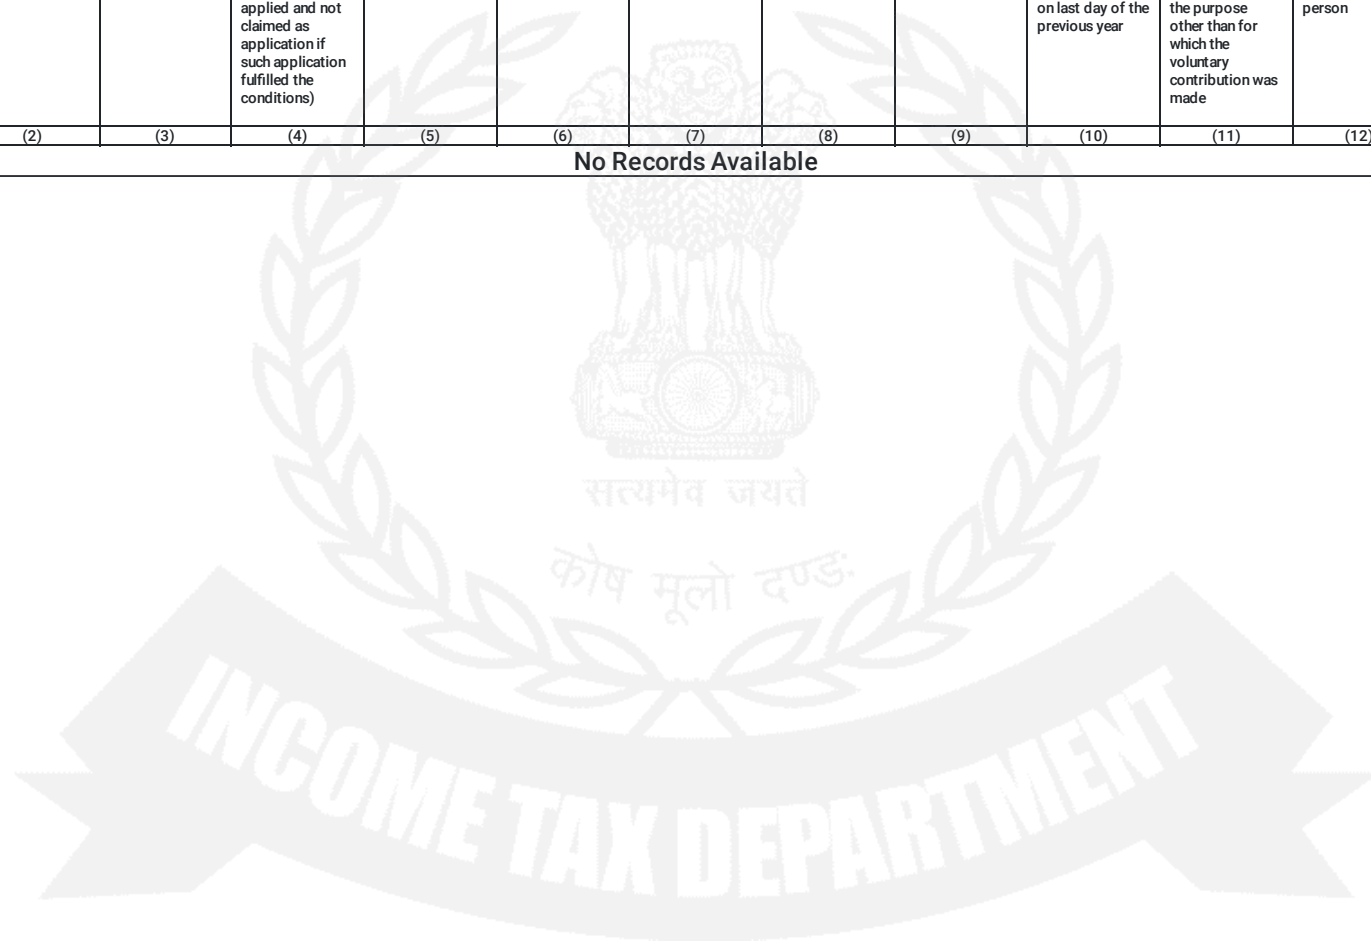 applied and not
claimed as
application if
such application
fulfilled the
conditions)
on last day of the
previous year
the purpose
other than for
which the
voluntary
contribution was
made
person
(2) (3) (4) (5) (6) (7) (8) (9) (10) (11) (12)
No Records Available
सत्यमेव जयते
कोष मूलो दण्डः
INCOME TAX DEPARTMENT